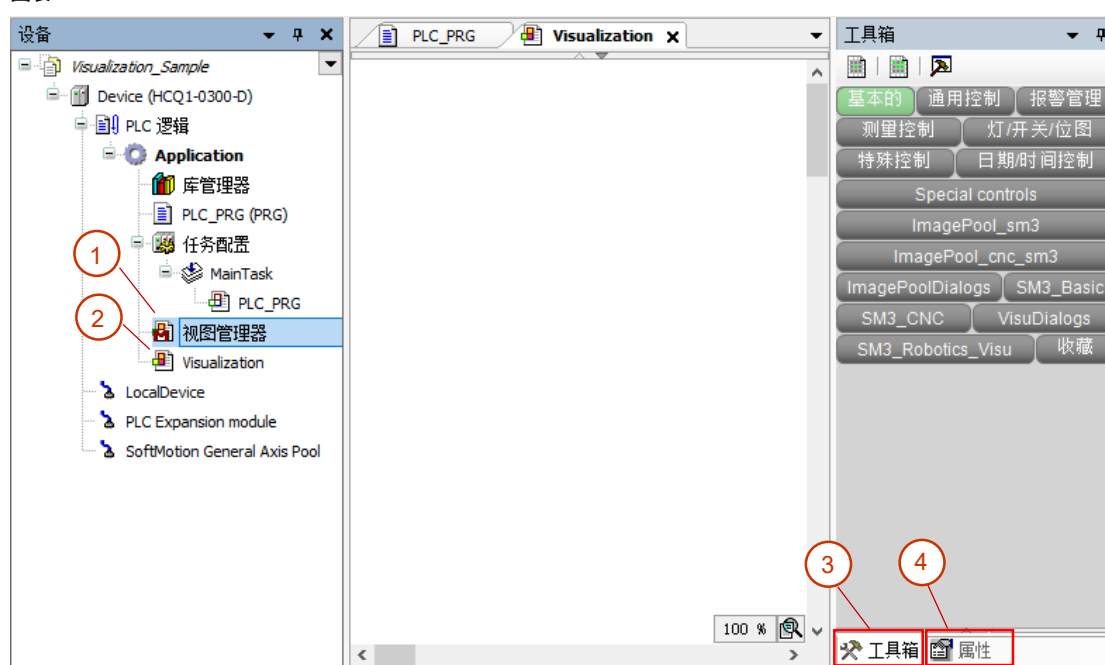 设备
Visualization_Sample
Device (HCQ1-0300-D)
PLC 逻辑
Application
库管理器
PLC_PRG (PRG)
任务配置
MainTask
PLC_PRG
视图管理器
Visualization
LocalDevice
PLC Expansion module
SoftMotion General Axis Pool
1
2
PLC_PRG
Visualization
100 %
工具箱
基本的
通用控制
报警管理
测量控制
灯/开关/位图
特殊控制
日期/时间控制
Special controls
ImagePool_sm3
ImagePool_cnc_sm3
ImagePoolDialogs
SM3_Basic
SM3_CNC
VisuDialogs
SM3_Robotics_Visu
收藏
3
4
工具箱
属性